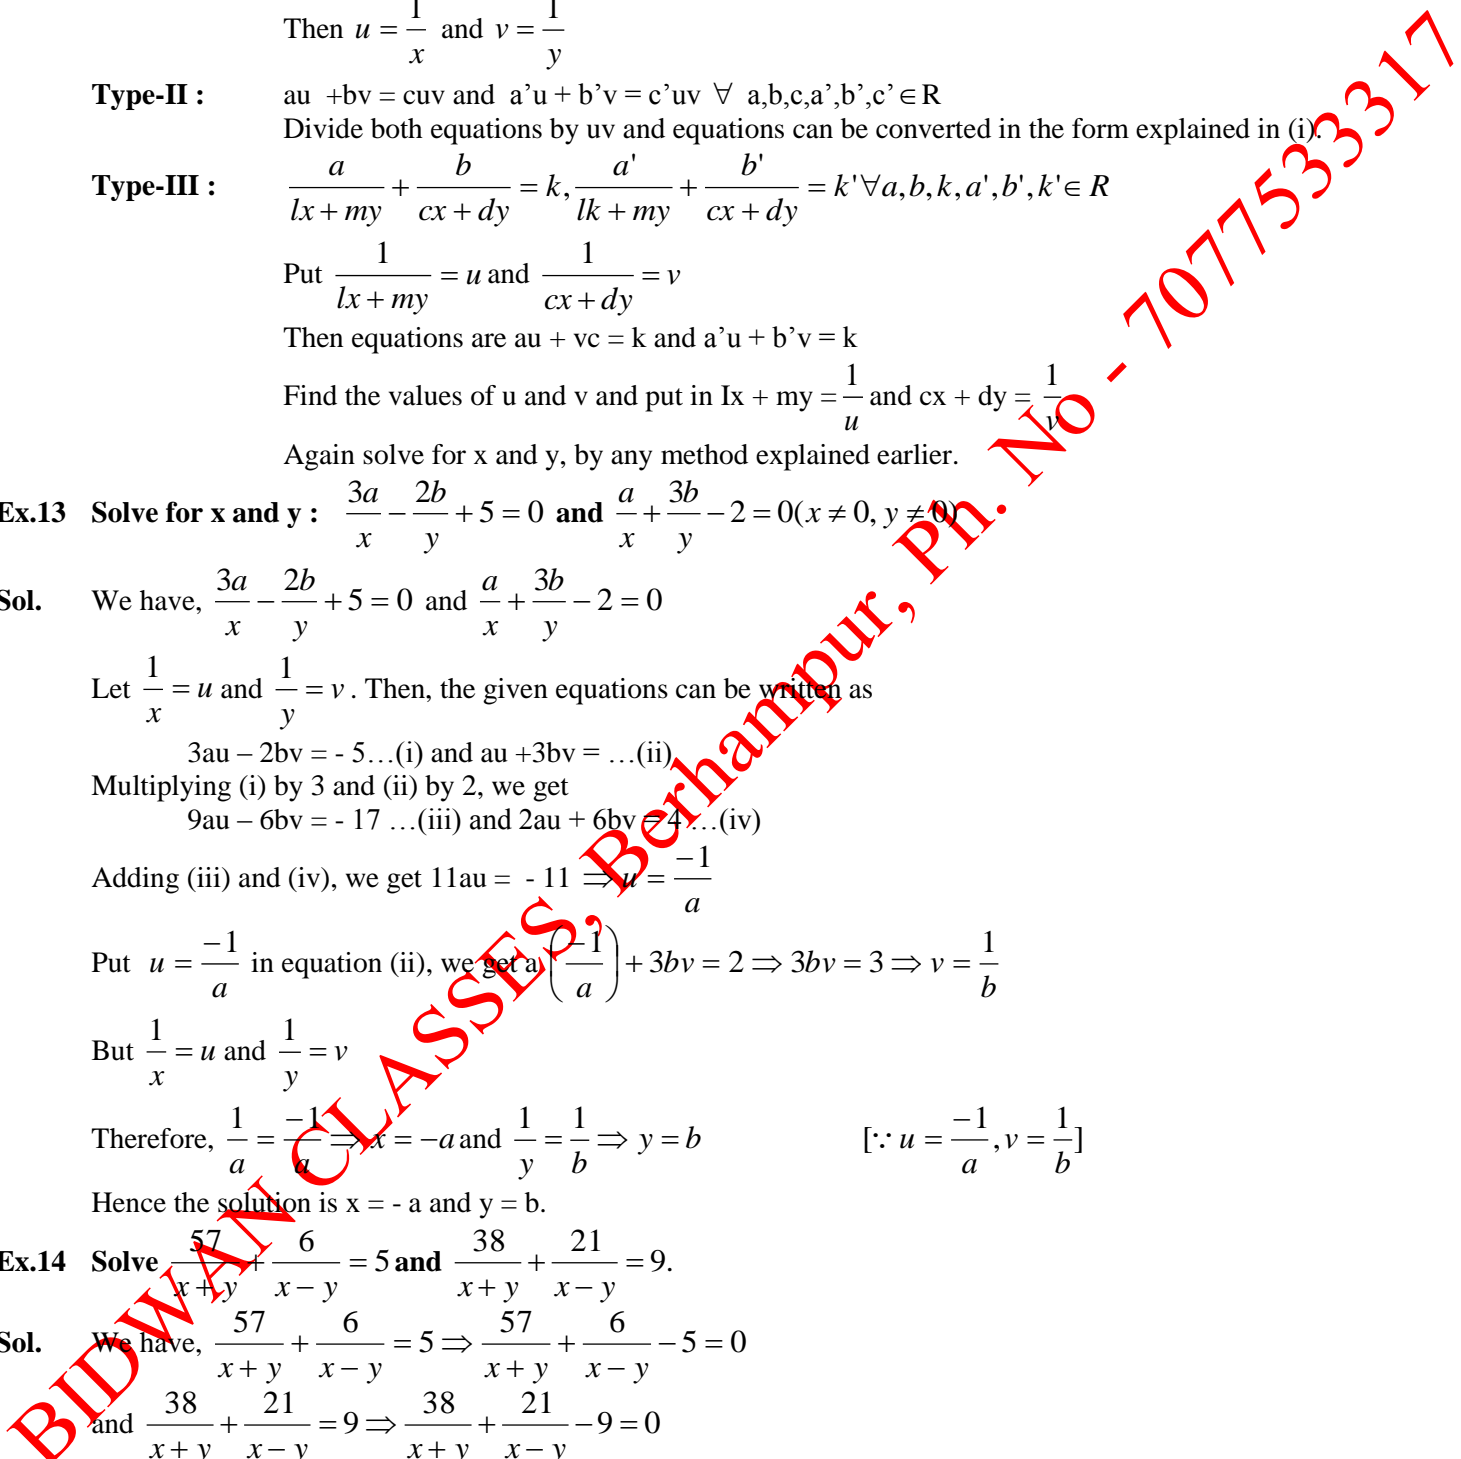 Then u = 1/x and v = 1/y
Type-II : au +bv = cuv and a’u + b’v = c’uv ∀ a,b,c,a’,b’,c’∈R
Divide both equations by uv and equations can be converted in the form explained in (i).
Type-III : a/(lx + my) + b/(cx + dy) = k, a'/(lk + my) + b'/(cx + dy) = k'∀a,b,k,a',b',k'∈ R
Put 1/(lx + my) = u and 1/(cx + dy) = v
Then equations are au + vc = k and a’u + b’v = k
Find the values of u and v and put in Ix + my = 1/u and cx + dy = 1/v
Again solve for x and y, by any method explained earlier.
Ex.13 Solve for x and y : 3a/x − 2b/y + 5 = 0 and a/x + 3b/y − 2 = 0(x ≠ 0, y ≠ 0)
Sol. We have, 3a/x − 2b/y + 5 = 0 and a/x + 3b/y − 2 = 0
Let 1/x = u and 1/y = v . Then, the given equations can be written as
3au – 2bv = - 5…(i) and au +3bv = …(ii)
Multiplying (i) by 3 and (ii) by 2, we get
9au – 6bv = - 17 …(iii) and 2au + 6bv = 4 …(iv)
Adding (iii) and (iv), we get 11au = - 11 ⇒ u = −1/a
Put u = −1/a in equation (ii), we get a (−1/a) + 3bv = 2 ⇒ 3bv = 3 ⇒ v = 1/b
But 1/x = u and 1/y = v
Therefore, 1/a = −1/a ⇒ x = −a and 1/y = 1/b ⇒ y = b [∵ u = −1/a, v = 1/b]
Hence the solution is x = - a and y = b.
Ex.14 Solve 57/(x + y) + 6/(x − y) = 5 and 38/(x + y) + 21/(x − y) = 9.
Sol. We have, 57/(x + y) + 6/(x − y) = 5 ⇒ 57/(x + y) + 6/(x − y) − 5 = 0
and 38/(x + y) + 21/(x − y) = 9 ⇒ 38/(x + y) + 21/(x − y) − 9 = 0
BIDWAN CLASSES, Berhampur, Ph. No - 7077533317